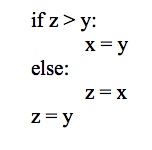 if z > y:
x = y
else:
z = x
z = y